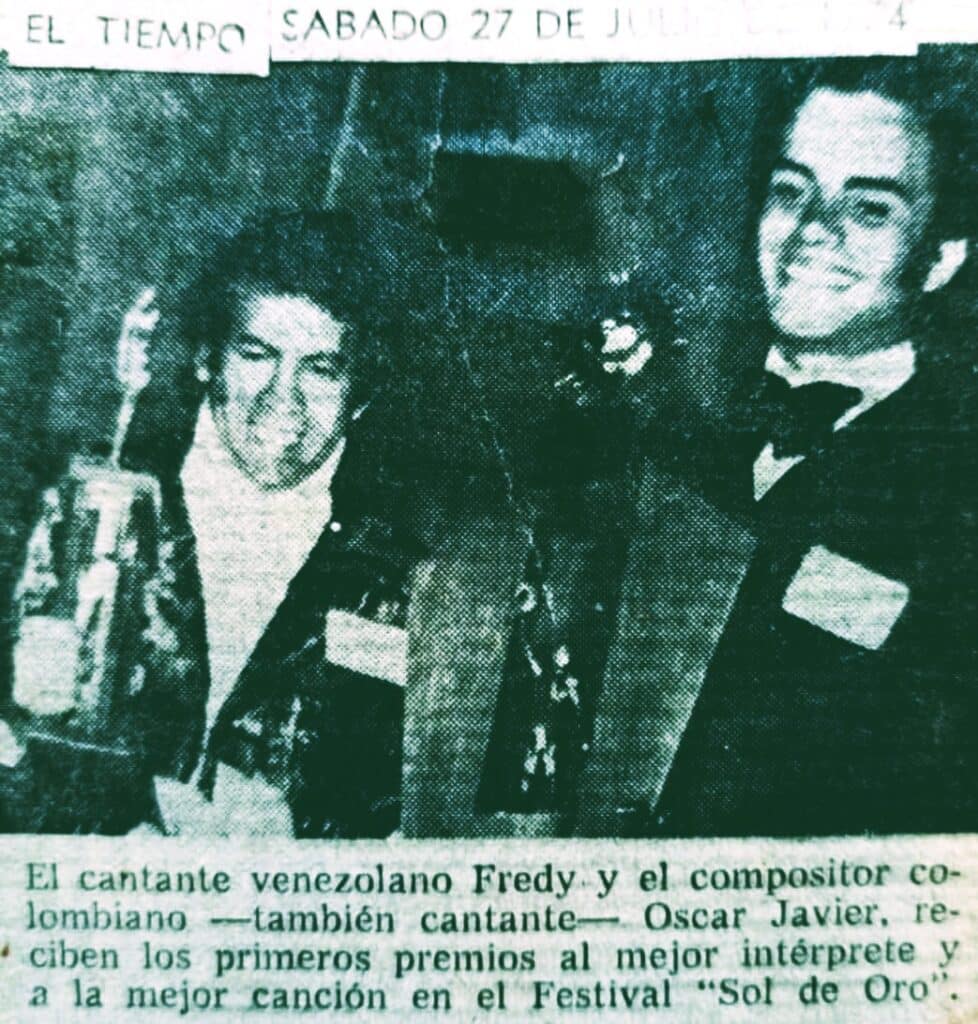 EL TIEMPO SABADO 27 DE 4
El cantante venezolano Fredy y el compositor co-
lombiano —también cantante— Oscar Javier, re-
ciben los primeros premios al mejor intérprete y
a la mejor canción en el Festival "Sol de Oro".